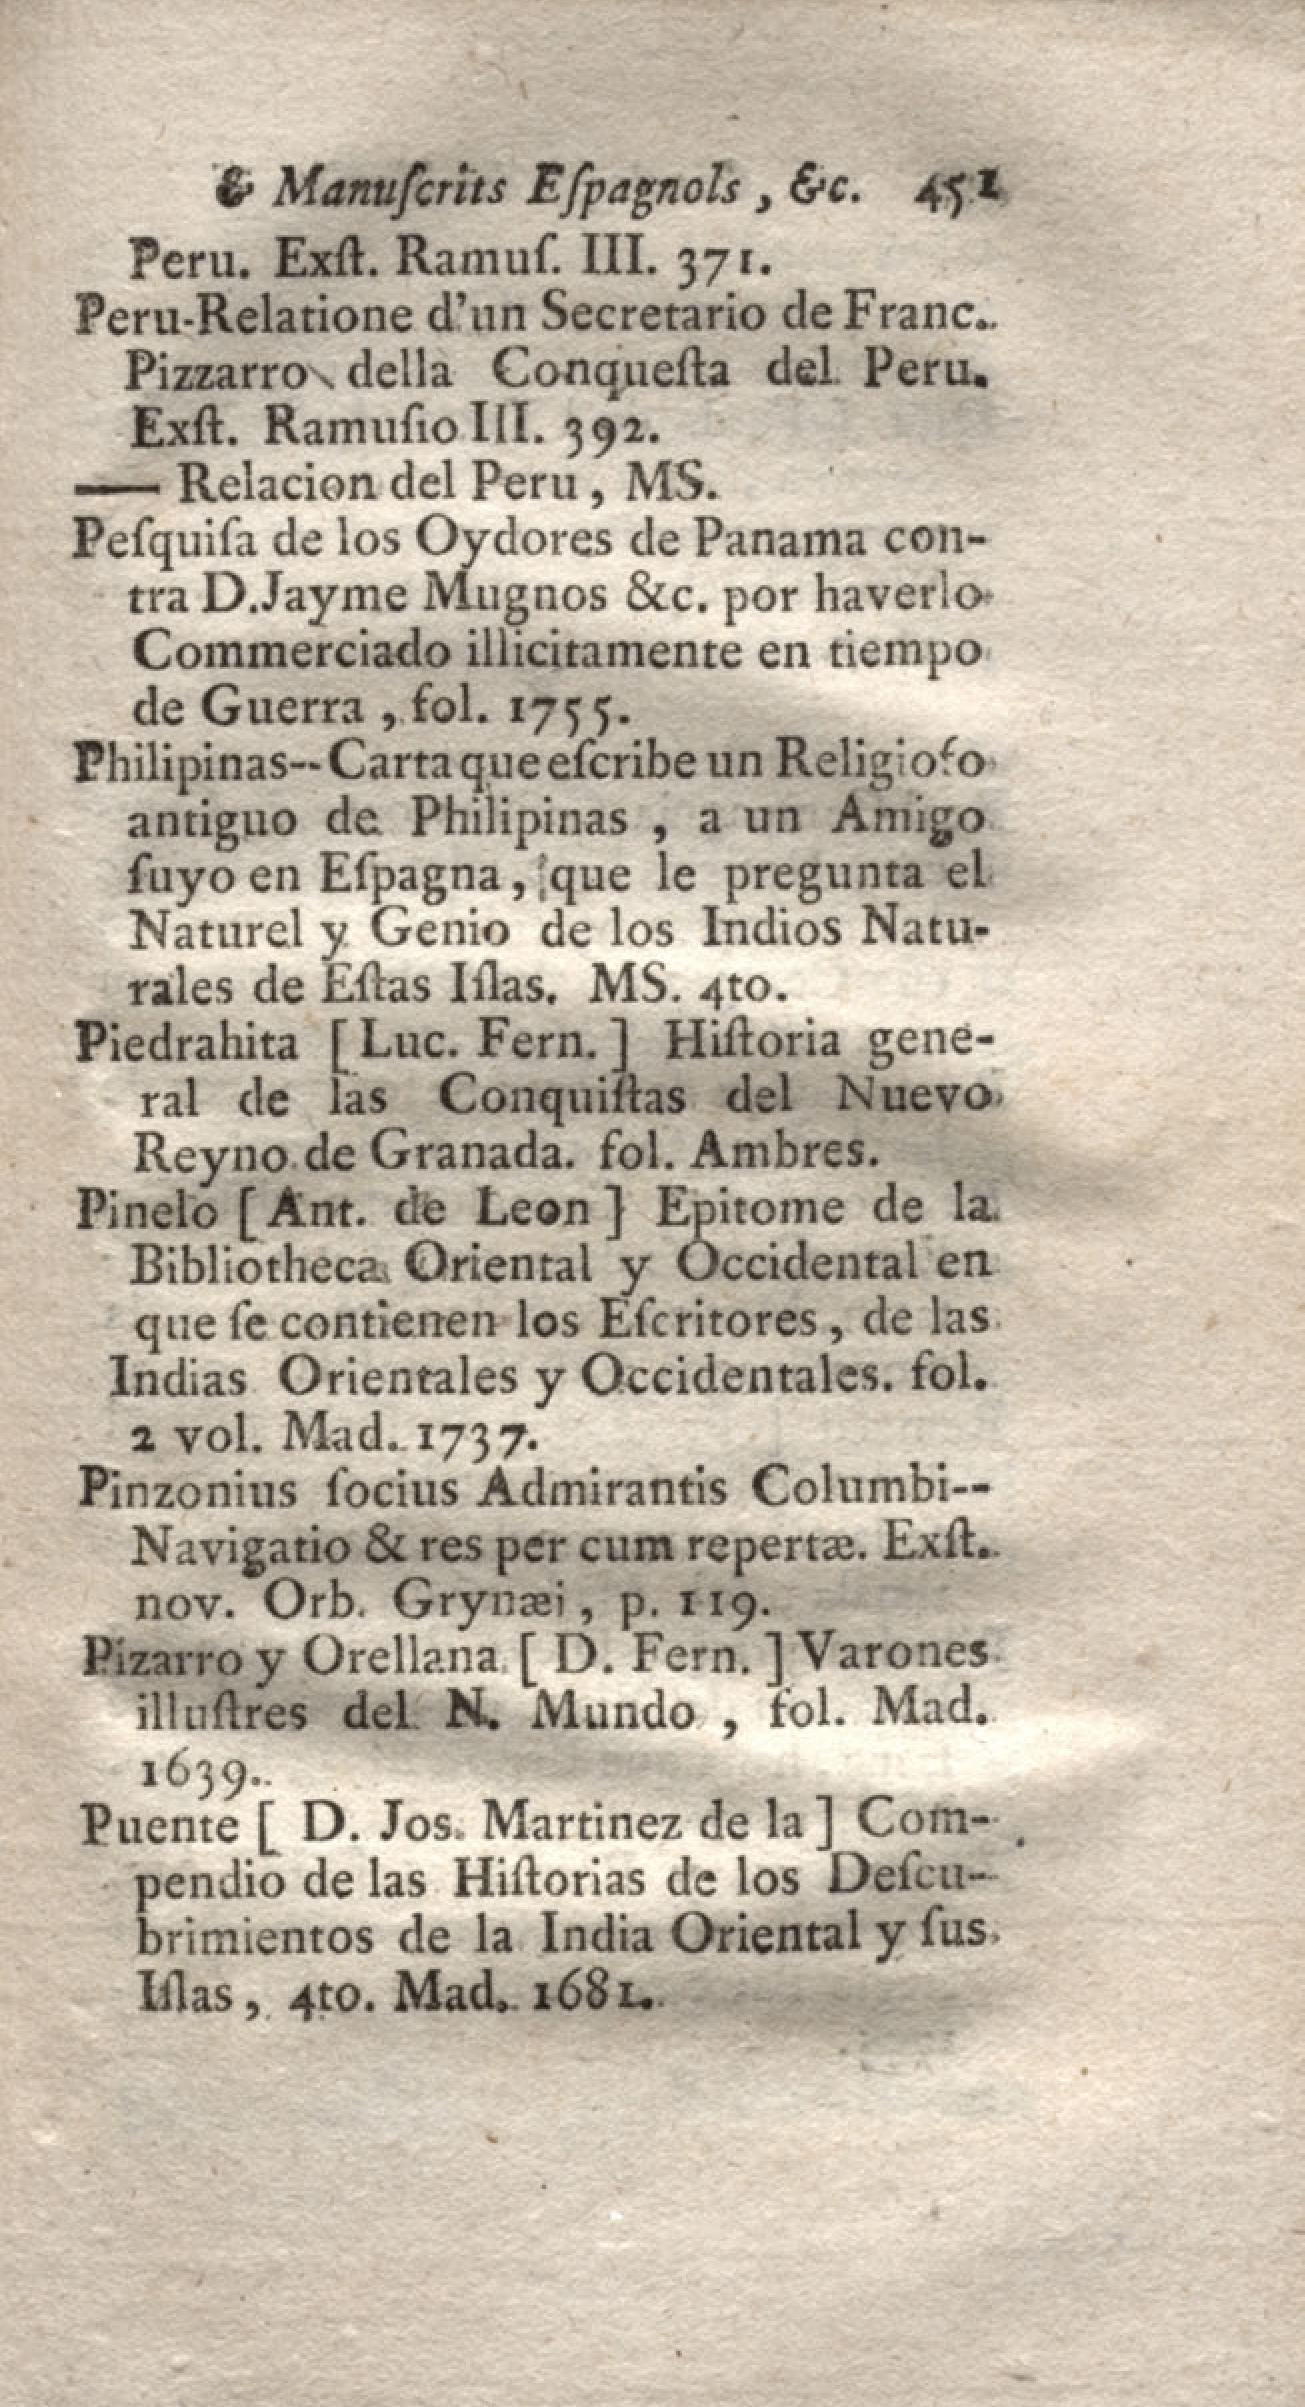 & Manuſcrits Eſpagnols, &c. 451
Peru. Exſt. Ramuſ. III. 371.
Peru-Relatione d'un Secretario de Franc.
Pizzarro della Conqueſta del Peru.
Exſt. Ramuſio III. 392.
—— Relacion del Peru, MS.
Peſquiſa de los Oydores de Panama con-
tra D. Jayme Mugnos &c. por haverlo
Commerciado illicitamente en tiempo
de Guerra, fol. 1755.
Philipinas--Carta que eſcribe un Religioſo
antiguo de Philipinas, a un Amigo
ſuyo en Eſpagna, que le pregunta el
Naturel y Genio de los Indios Natu-
rales de Eſtas Iſlas. MS. 4to.
Piedrahita [Luc. Fern.] Hiſtoria gene-
ral de las Conquiſtas del Nuevo
Reyno de Granada. fol. Ambres.
Pinelo [Ant. de Leon] Epitome de la
Bibliotheca Oriental y Occidental en
que ſe contienen los Eſcritores, de las
Indias Orientales y Occidentales. fol.
2 vol. Mad. 1737.
Pinzonius ſocius Admirantis Columbi--
Navigatio & res per cum repertæ. Exſt.
nov. Orb. Grynæi, p. 119.
Pizarro y Orellana [D. Fern.] Varones
illuſtres del N. Mundo, fol. Mad.
1639.
Puente [D. Jos. Martinez de la] Com-
pendio de las Hiſtorias de los Deſcu-
brimientos de la India Oriental y ſus
Iſlas, 4to. Mad. 1681.